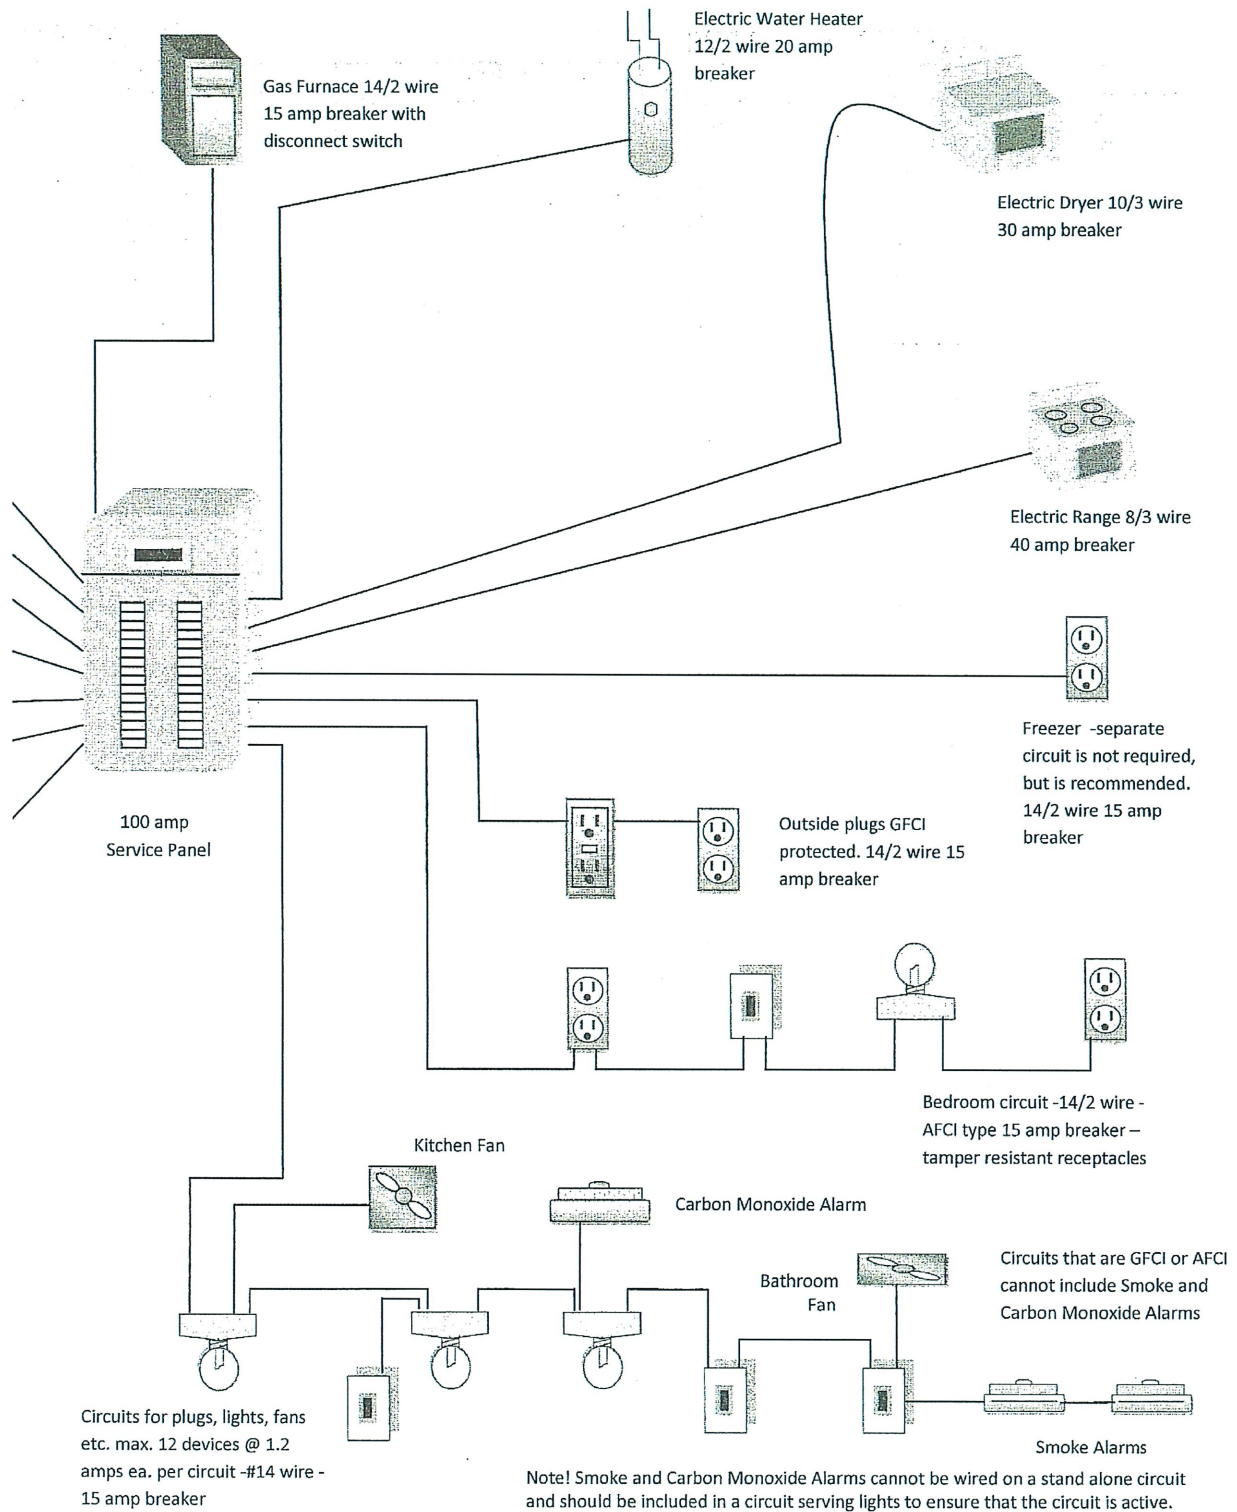 Electric Water Heater
12/2 wire 20 amp
breaker
Gas Furnace 14/2 wire
15 amp breaker with
disconnect switch
Electric Dryer 10/3 wire
30 amp breaker
Electric Range 8/3 wire
40 amp breaker
Freezer -separate
circuit is not required,
but is recommended.
14/2 wire 15 amp
breaker
100 amp
Service Panel
Outside plugs GFCI
protected. 14/2 wire 15
amp breaker
Bedroom circuit -14/2 wire -
AFCI type 15 amp breaker –
tamper resistant receptacles
Kitchen Fan
Carbon Monoxide Alarm
Bathroom
Fan
Circuits that are GFCI or AFCI
cannot include Smoke and
Carbon Monoxide Alarms
Circuits for plugs, lights, fans
etc. max. 12 devices @ 1.2
amps ea. per circuit -#14 wire -
15 amp breaker
Smoke Alarms
Note! Smoke and Carbon Monoxide Alarms cannot be wired on a stand alone circuit
and should be included in a circuit serving lights to ensure that the circuit is active.